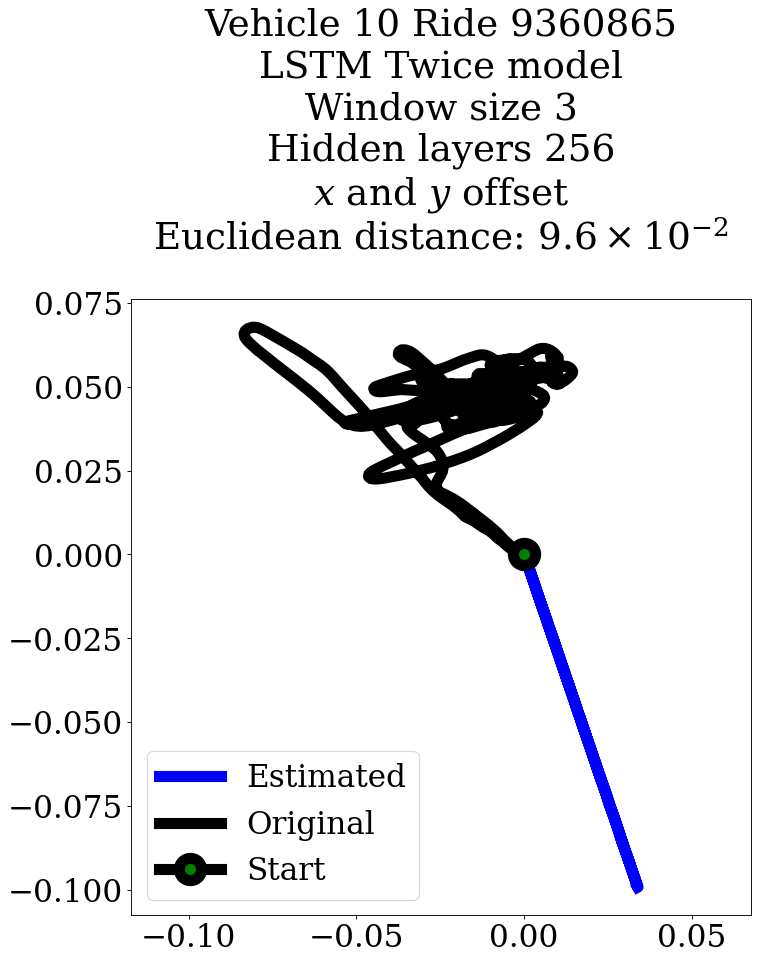 Vehicle 10 Ride 9360865
LSTM Twice model
Window size 3
Hidden layers 256
x and y offset
Euclidean distance: 9.6 × 10⁻²
0.075
0.050
0.025
0.000
−0.025
−0.050
−0.075
−0.100
Estimated
Original
Start
−0.10 −0.05 0.00 0.05